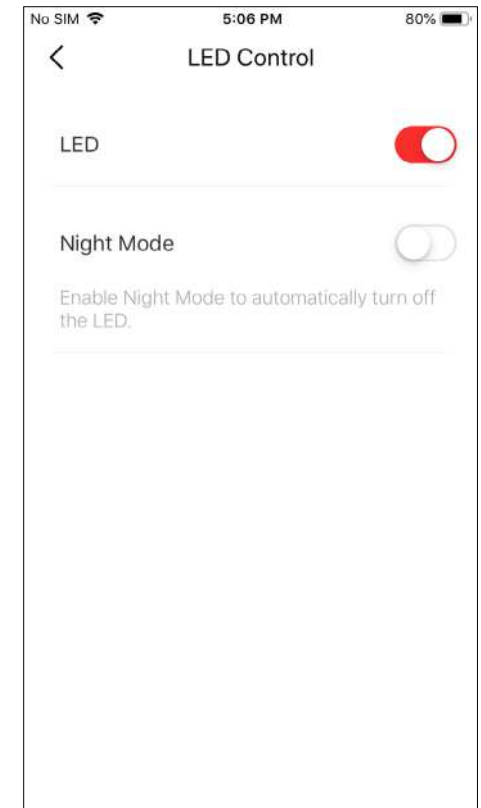 No SIM 5:06 PM 80%
LED Control
LED
Night Mode
Enable Night Mode to automatically turn off
the LED.